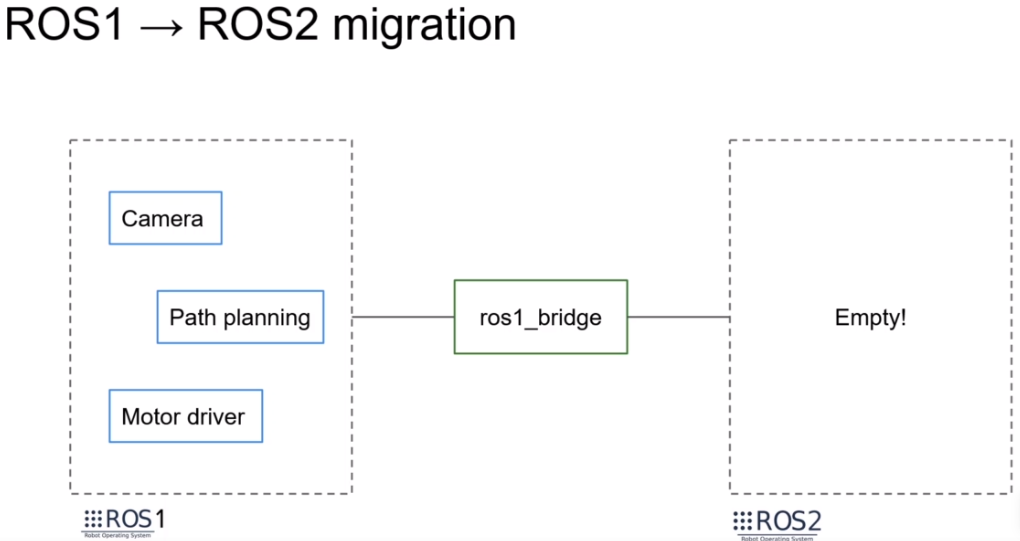 ROS1 → ROS2 migration
Camera
Path planning
Motor driver
ros1_bridge
Empty!
ROS1
Robot Operating System
ROS2
Robot Operating System